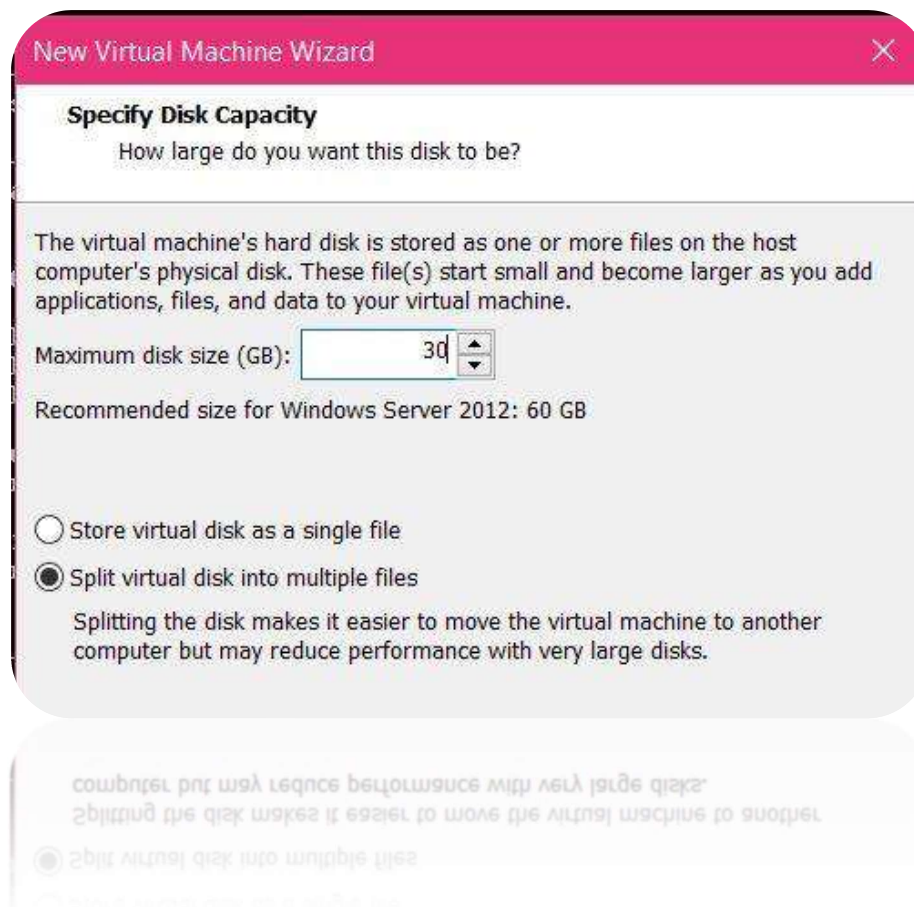 New Virtual Machine Wizard
Specify Disk Capacity
How large do you want this disk to be?
The virtual machine's hard disk is stored as one or more files on the host
computer's physical disk. These file(s) start small and become larger as you add
applications, files, and data to your virtual machine.
Maximum disk size (GB): 30
Recommended size for Windows Server 2012: 60 GB
Store virtual disk as a single file
Split virtual disk into multiple files
Splitting the disk makes it easier to move the virtual machine to another
computer but may reduce performance with very large disks.